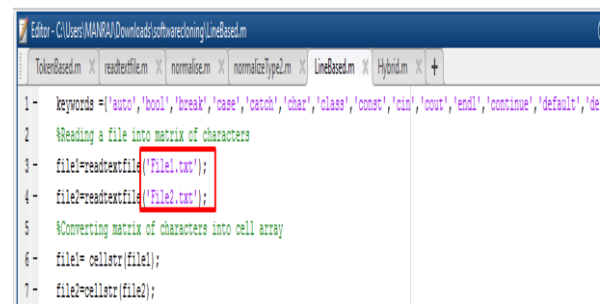 Editor - C:\Users\MANRAJ\Downloads\softwarecloning\LineBased.m
TokenBased.m × readtextfile.m × normalise.m × normalizeType2.m × LineBased.m × Hybrid.m × +
1 - keywords ={'auto','bool','break','case','catch','char','class','const','cin','cout','endl','continue','default','de
2 %Reading a file into matrix of characters
3 - file1=readtextfile('File1.txt');
4 - file2=readtextfile('File2.txt');
5 %Converting matrix of characters into cell array
6 - file1= cellstr(file1);
7 - file2=cellstr(file2);